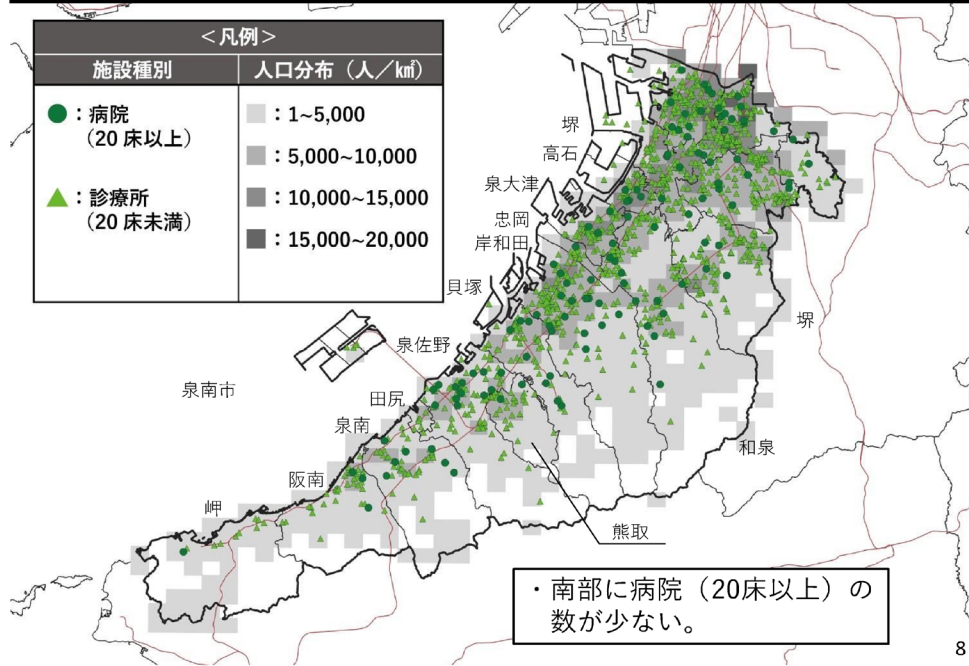 ＜凡例＞
施設種別
人口分布（人／㎢）
：病院
（20 床以上）
：診療所
（20 床未満）
：1~5,000
：5,000~10,000
：10,000~15,000
：15,000~20,000
堺
高石
泉大津
忠岡
岸和田
貝塚
堺
泉佐野
泉南市
田尻
泉南
和泉
阪南
岬
熊取
・南部に病院（20床以上）の
数が少ない。
8